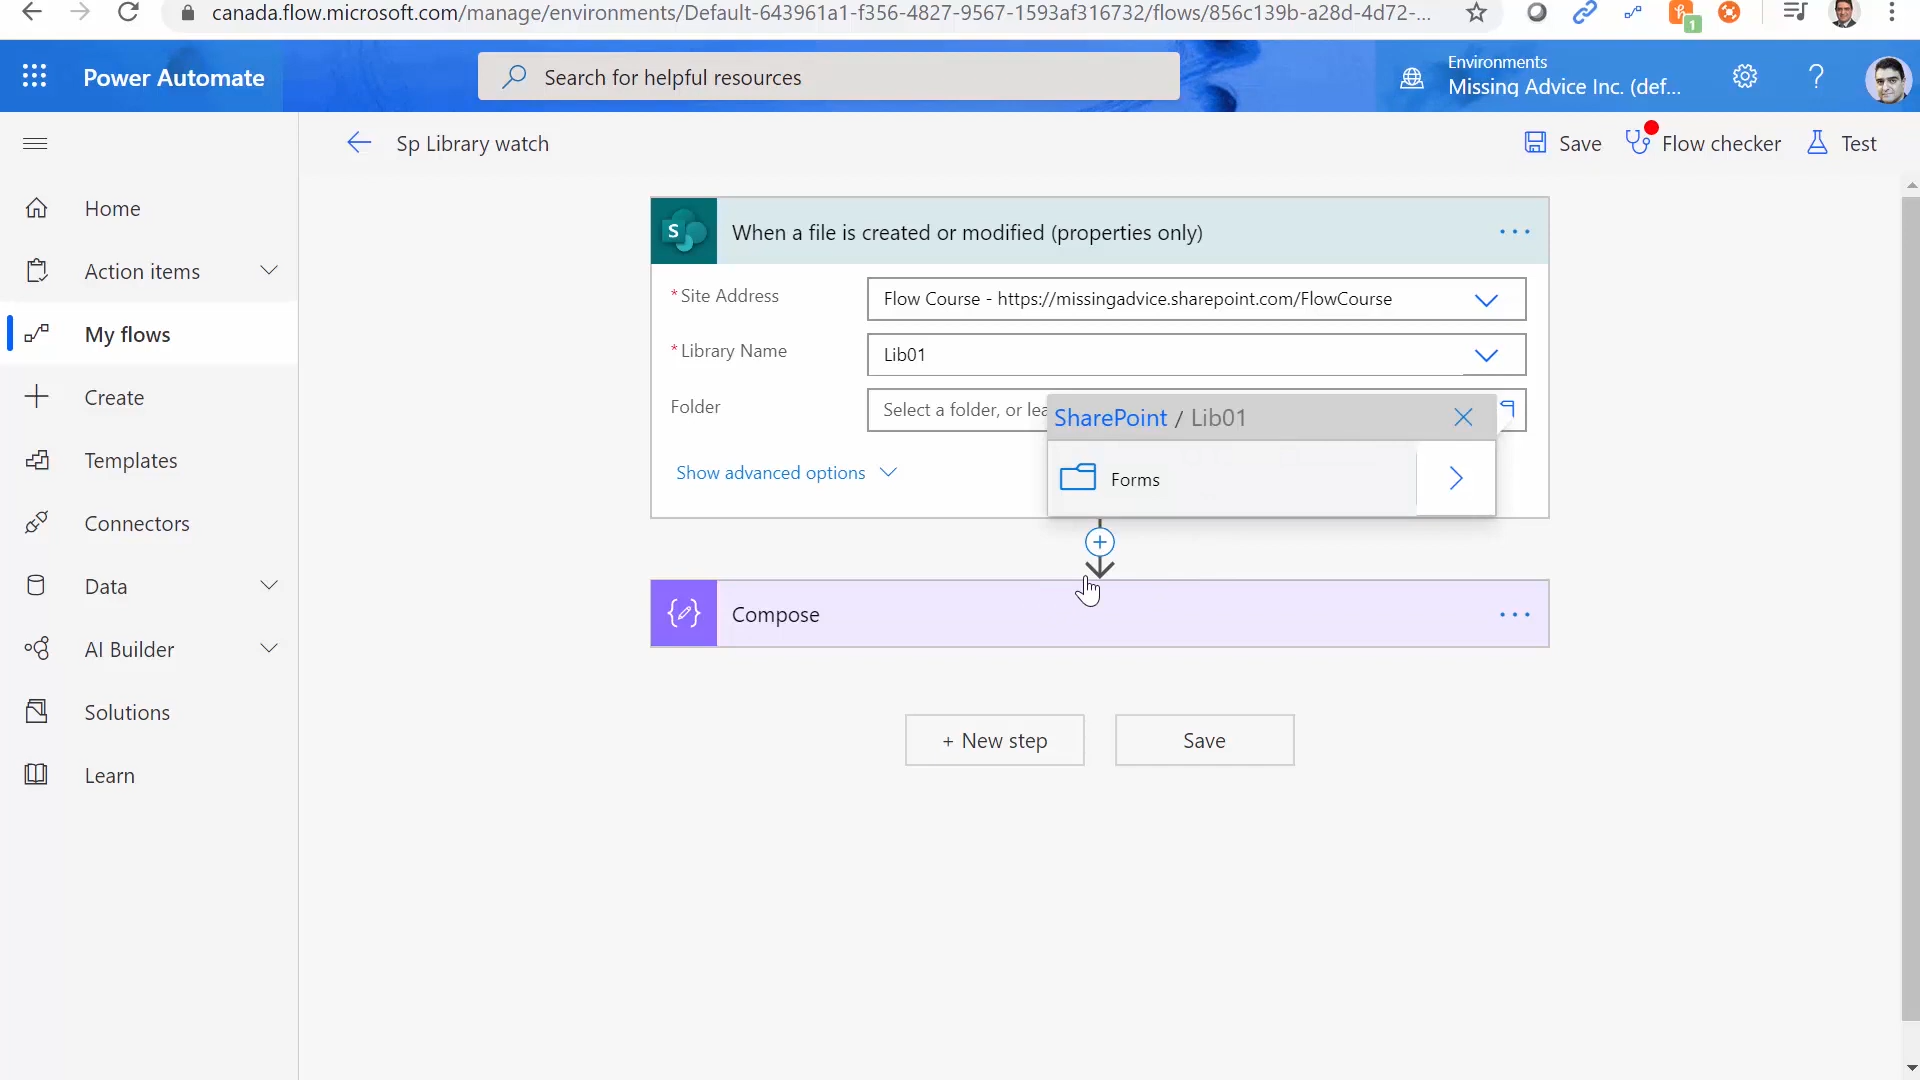 canada.flow.microsoft.com/manage/environments/Default-643961a1-f356-4827-9567-1593af316732/flows/856c139b-a28d-4d72-...
1
Power Automate
Search for helpful resources
Environments
Missing Advice Inc. (def...
?
Sp Library watch
Save
Flow checker
Test
Home
Action items
My flows
Create
Templates
Connectors
Data
AI Builder
Solutions
Learn
S
When a file is created or modified (properties only)
...
*Site Address
Flow Course - https://missingadvice.sharepoint.com/FlowCourse
*Library Name
Lib01
Folder
Select a folder, or lea
SharePoint / Lib01
Forms
Show advanced options
Compose
...
+ New step
Save